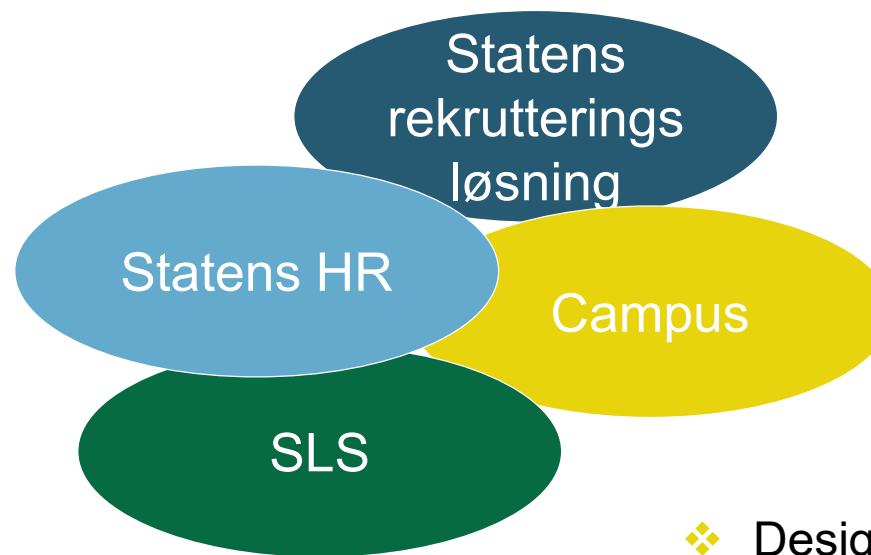 Statens
rekrutterings
løsning
Statens HR
Campus
SLS